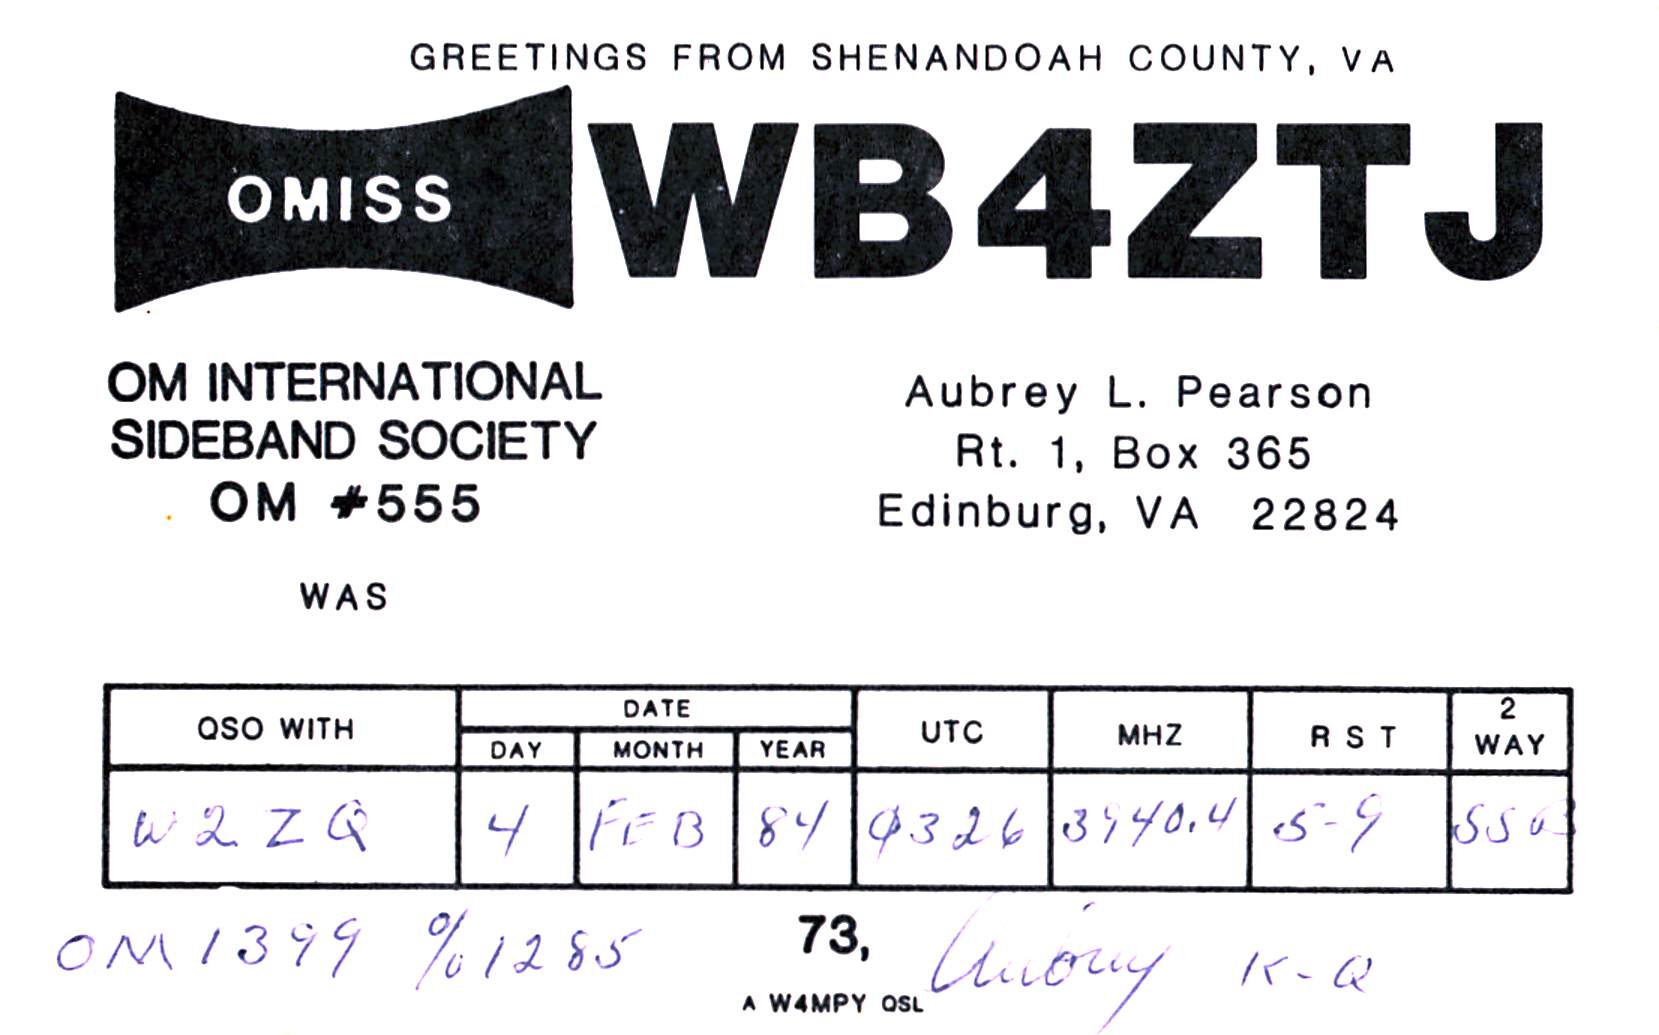 GREETINGS FROM SHENANDOAH COUNTY, VA
OMISS
WB4ZTJ
OM INTERNATIONAL
SIDEBAND SOCIETY
OM #555
WAS
Aubrey L. Pearson
Rt. 1, Box 365
Edinburg, VA 22824
QSO WITH DATE UTC MHZ RST 2 WAY
DAY MONTH YEAR
W2ZQ 4 FEB 84 0326 3940.4 5-9 SSB
OM 1399 % 1285
73, Aubrey K-Q
A W4MPY QSL